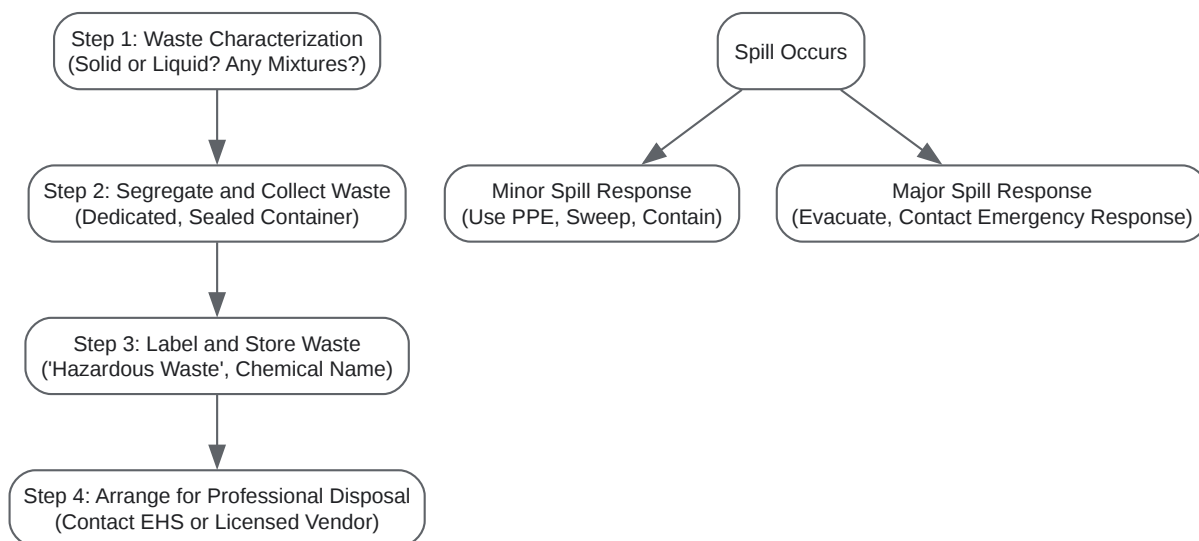 Step 1: Waste Characterization
(Solid or Liquid? Any Mixtures?)
Step 2: Segregate and Collect Waste
(Dedicated, Sealed Container)
Step 3: Label and Store Waste
('Hazardous Waste', Chemical Name)
Step 4: Arrange for Professional Disposal
(Contact EHS or Licensed Vendor)
Spill Occurs
Minor Spill Response
(Use PPE, Sweep, Contain)
Major Spill Response
(Evacuate, Contact Emergency Response)